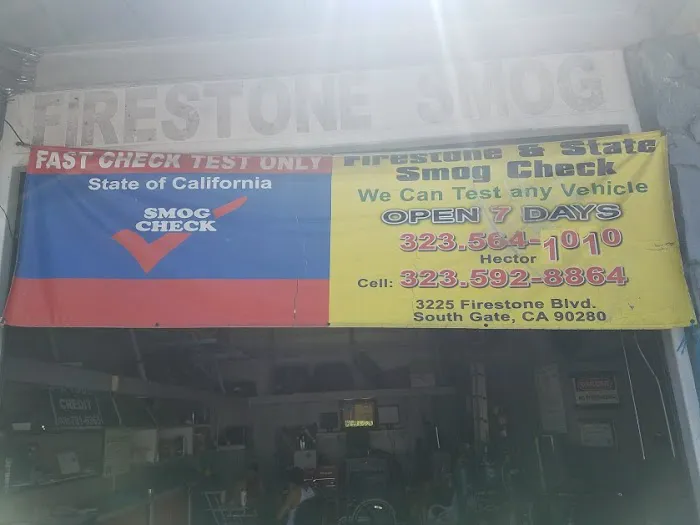 FIRESTONE SMOG
FAST CHECK TEST ONLY
State of California
SMOG
CHECK
Firestone & State
Smog Check
We Can Test any Vehicle
OPEN 7 DAYS
323.564-1010
Hector
Cell: 323.592-8864
3225 Firestone Blvd.
South Gate, CA 90280
CREDIT